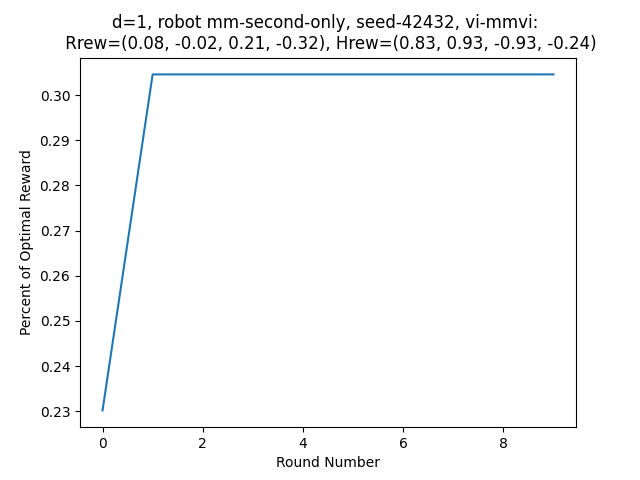 d=1, robot mm-second-only, seed-42432, vi-mmvi:
Rrew=(0.08, -0.02, 0.21, -0.32), Hrew=(0.83, 0.93, -0.93, -0.24)
0.30
0.29
0.28
0.27
0.26
0.25
0.24
0.23
Percent of Optimal Reward
0 2 4 6 8
Round Number